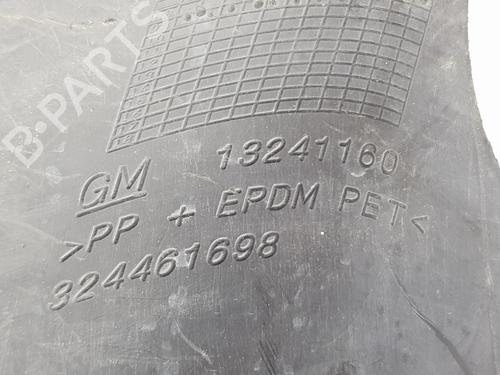 B-PARTS
GM 13241160
>PP + EPDM PET<
324461698